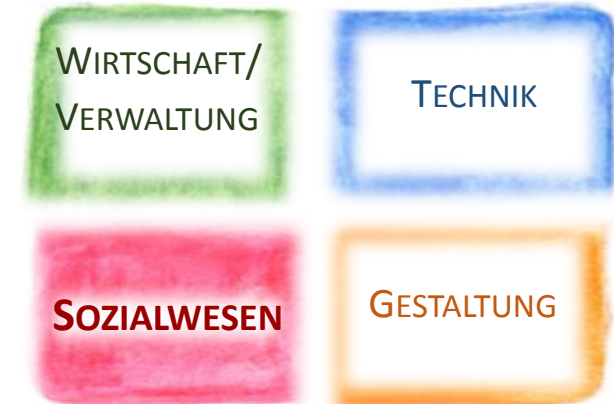 WIRTSCHAFT/
VERWALTUNG
TECHNIK
SOZIALWESEN
GESTALTUNG